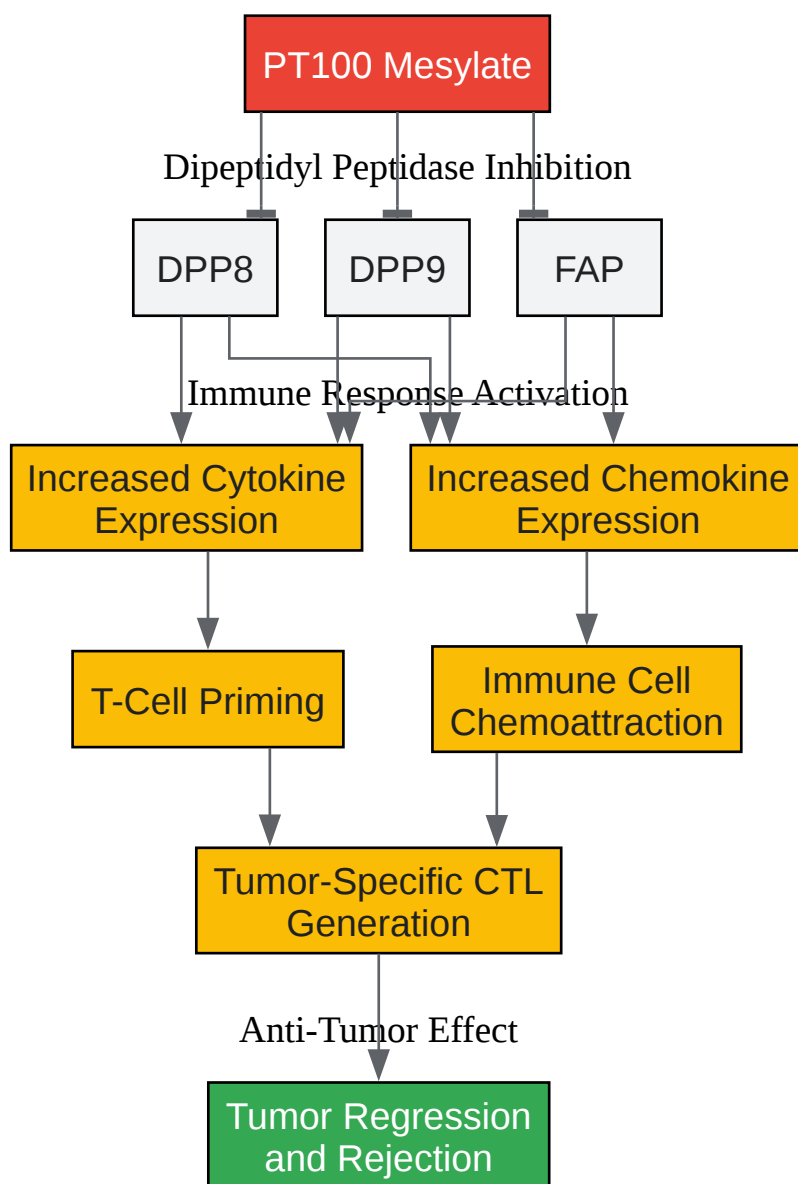 PT100 Mesylate
Dipeptidyl Peptidase Inhibition
DPP8
DPP9
FAP
Immune Response Activation
Increased Cytokine
Expression
Increased Chemokine
Expression
T-Cell Priming
Immune Cell
Chemoattraction
Tumor-Specific CTL
Generation
Anti-Tumor Effect
Tumor Regression
and Rejection